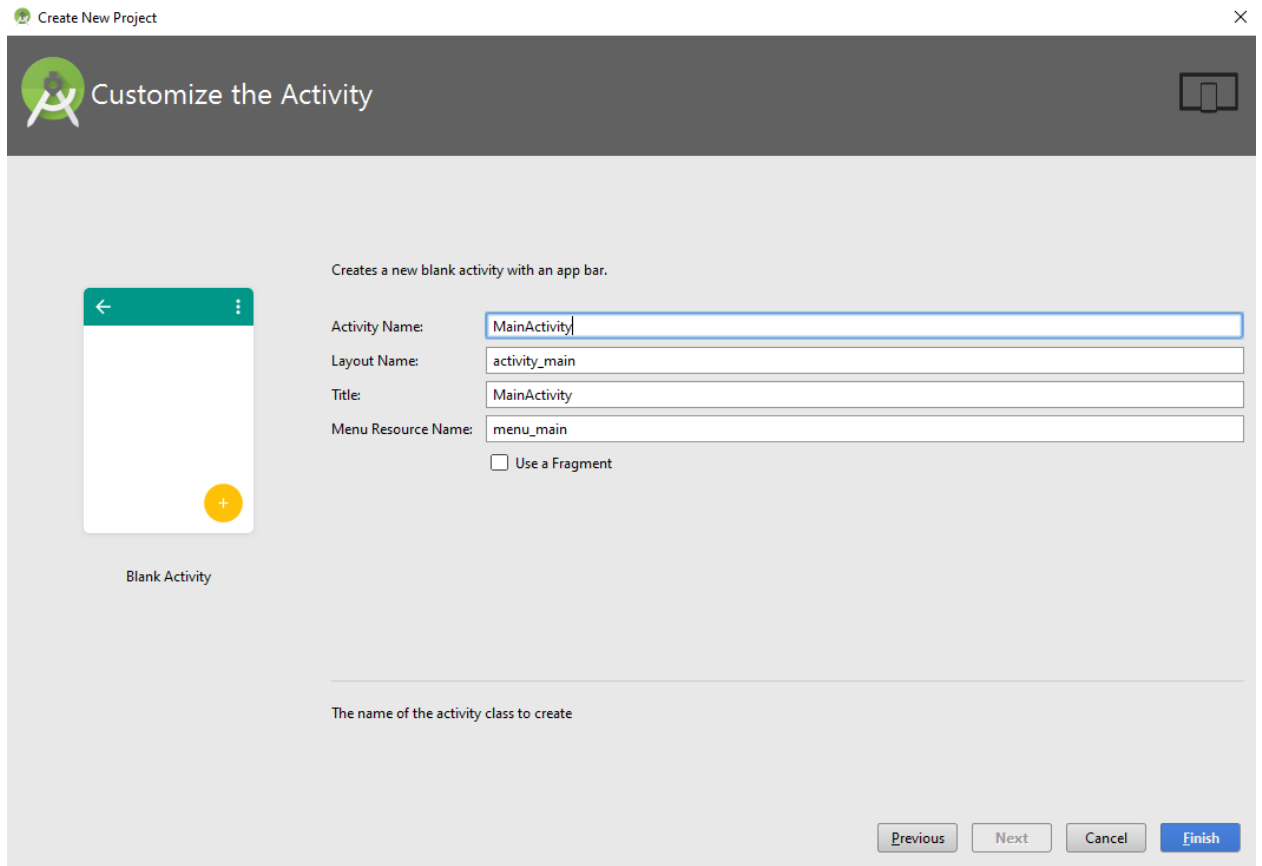 Create New Project
Customize the Activity
Creates a new blank activity with an app bar.
Activity Name: MainActivity
Layout Name: activity_main
Title: MainActivity
Menu Resource Name: menu_main
Use a Fragment
Blank Activity
The name of the activity class to create
Previous Next Cancel Finish